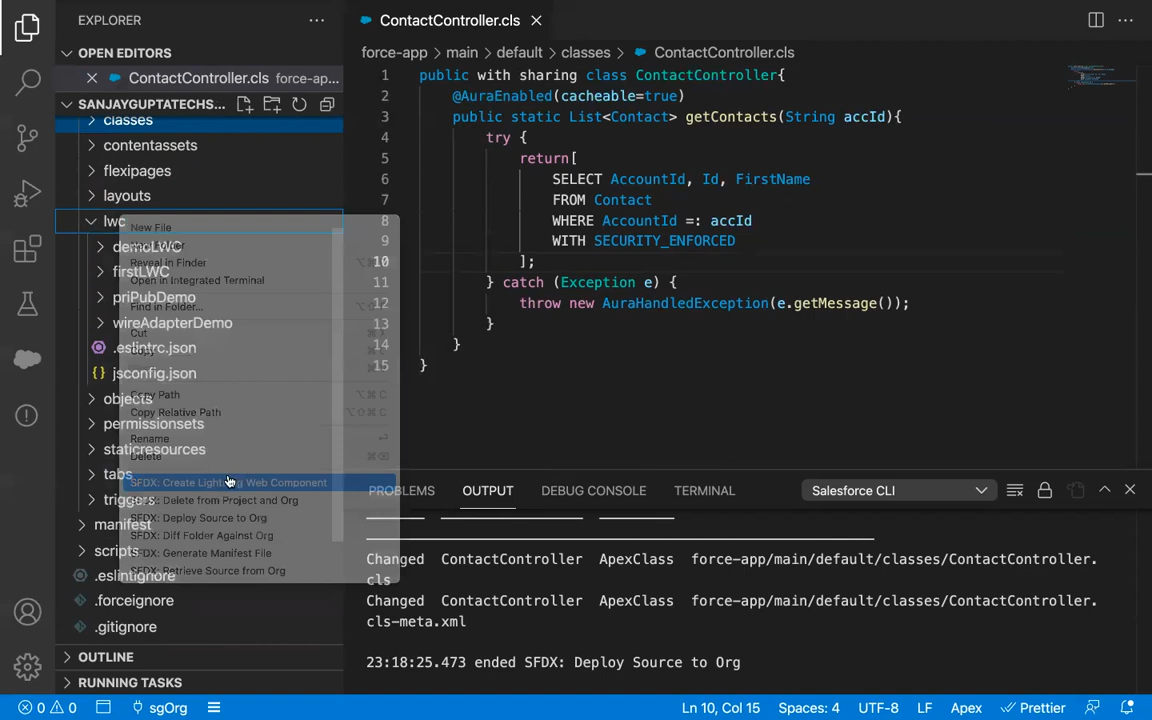 EXPLORER
OPEN EDITORS
ContactController.cls force-ap...
SANJAYGUPTATECHS...
classes
contentassets
flexipages
layouts
lwc
demoLWC
firstLWC
priPubDemo
wireAdapterDemo
.eslintrc.json
jsconfig.json
objects
permissionsets
staticresources
tabs
triggers
manifest
scripts
.eslintignore
.forceignore
.gitignore
OUTLINE
RUNNING TASKS
New File
New Folder
Reveal in Finder
Open in Integrated Terminal
Find in Folder...
Cut
Copy
Copy Path
Copy Relative Path
Rename
Delete
SFDX: Create Lightning Web Component
SFDX: Delete from Project and Org
SFDX: Deploy Source to Org
SFDX: Diff Folder Against Org
SFDX: Generate Manifest File
SFDX: Retrieve Source from Org
ContactController.cls
force-app > main > default > classes > ContactController.cls
1 public with sharing class ContactController{
2 @AuraEnabled(cacheable=true)
3 public static List<Contact> getContacts(String accId){
4 try {
5 return[
6 SELECT AccountId, Id, FirstName
7 FROM Contact
8 WHERE AccountId =: accId
9 WITH SECURITY_ENFORCED
10 ];
11 } catch (Exception e) {
12 throw new AuraHandledException(e.getMessage());
13 }
14 }
15 }
PROBLEMS OUTPUT DEBUG CONSOLE TERMINAL Salesforce CLI
Changed ContactController ApexClass force-app/main/default/classes/ContactController.
cls
Changed ContactController ApexClass force-app/main/default/classes/ContactController.
cls-meta.xml
23:18:25.473 ended SFDX: Deploy Source to Org
0 0 sgOrg Ln 10, Col 15 Spaces: 4 UTF-8 LF Apex Prettier